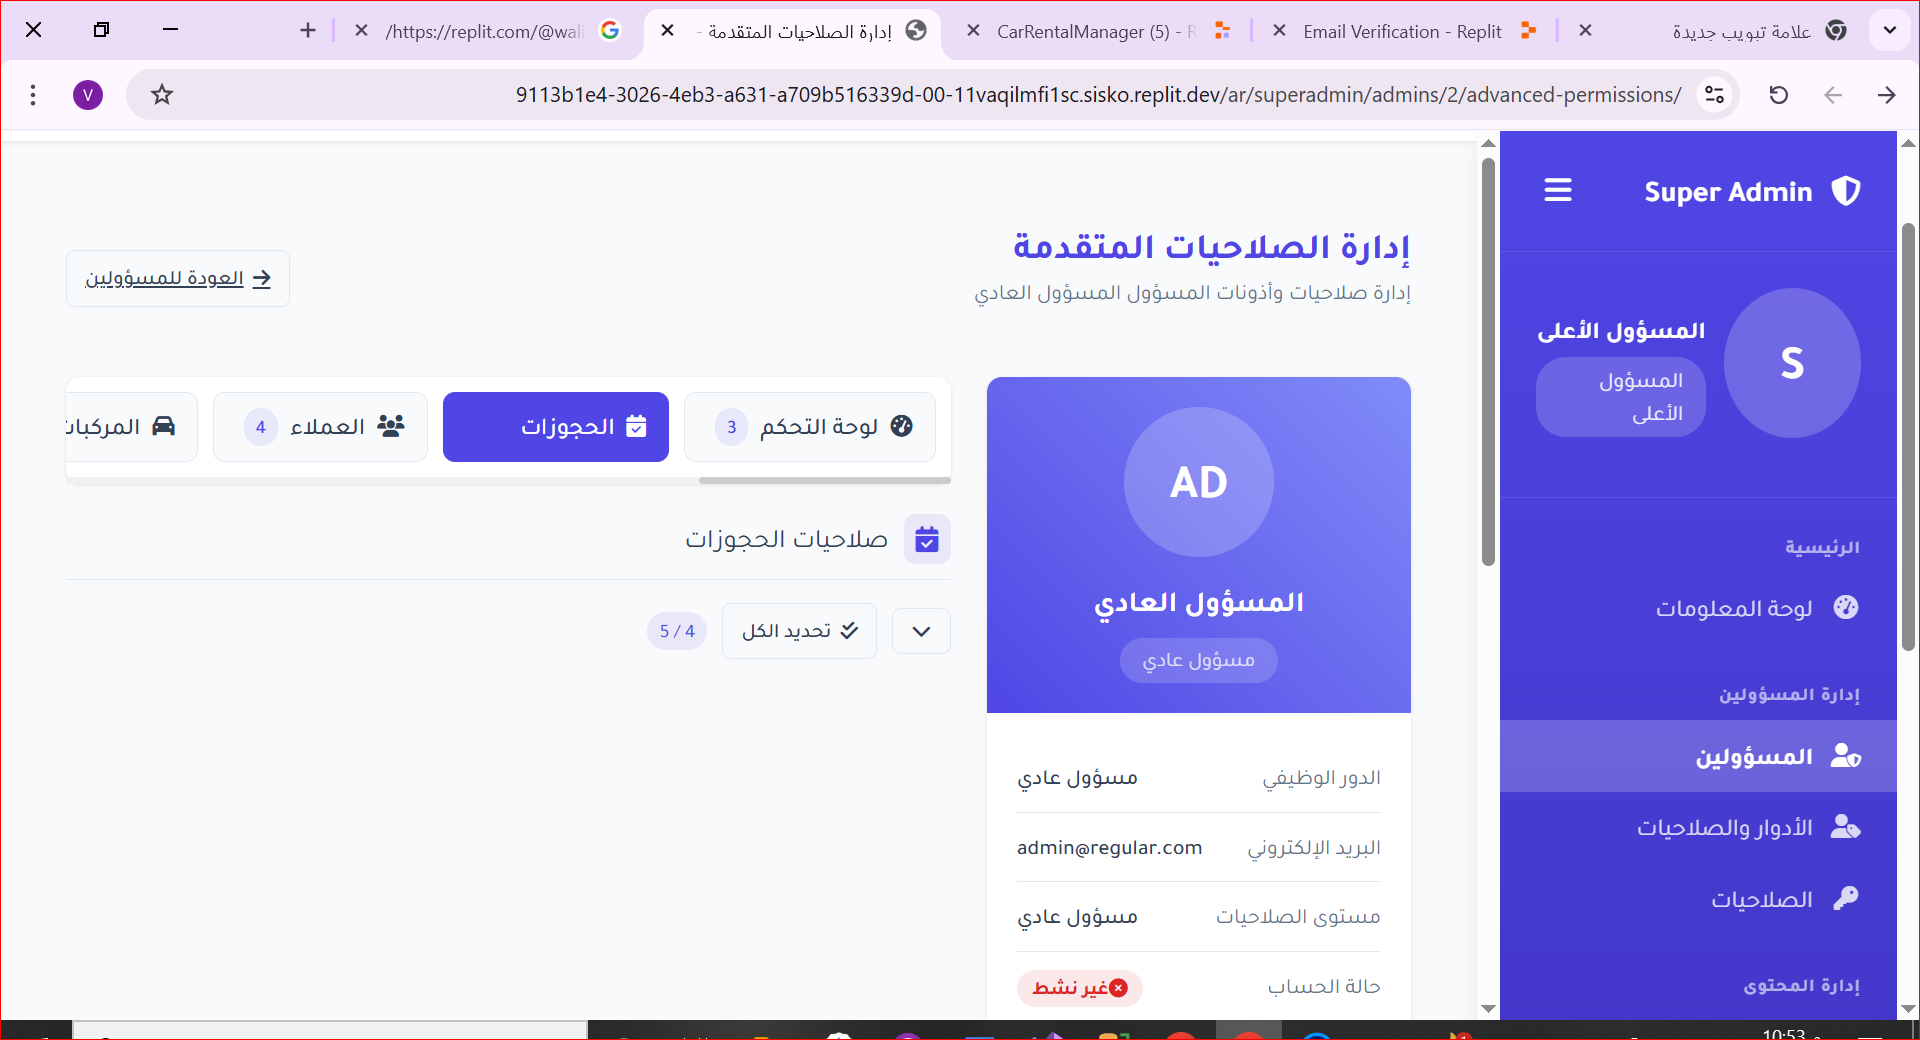 علامة تبويب جديدة
Email Verification - Replit
CarRentalManager (5) - R
إدارة الصلاحيات المتقدمة -
/https://replit.com/@wali
9113b1e4-3026-4eb3-a631-a709b516339d-00-11vaqilmfi1sc.sisko.replit.dev/ar/superadmin/admins/2/advanced-permissions/
V
Super Admin
S
المسؤول الأعلى
المسؤول
الأعلى
الرئيسية
لوحة المعلومات
إدارة المسؤولين
المسؤولين
الأدوار والصلاحيات
الصلاحيات
إدارة المحتوى
إدارة الصلاحيات المتقدمة
إدارة صلاحيات وأذونات المسؤول المسؤول العادي
العودة للمسؤولين
AD
المسؤول العادي
مسؤول عادي
الدور الوظيفي مسؤول عادي
البريد الإلكتروني admin@regular.com
مستوى الصلاحيات مسؤول عادي
حالة الحساب غير نشط
لوحة التحكم 3
الحجوزات
العملاء 4
المركبات
صلاحيات الحجوزات
تحديد الكل
5 / 4
10:53